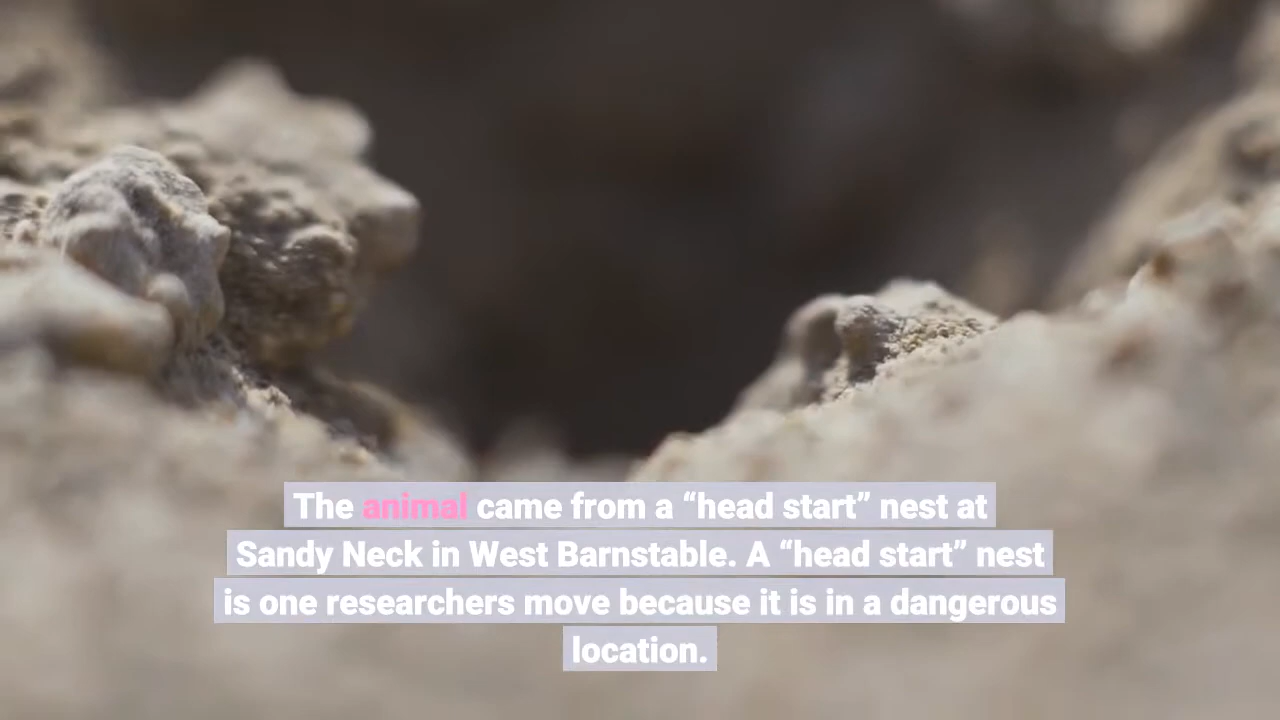 The animal came from a “head start” nest at
Sandy Neck in West Barnstable. A “head start” nest
is one researchers move because it is in a dangerous
location.